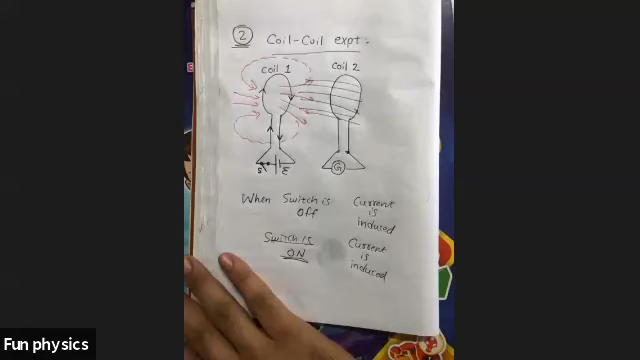 2 Coil-Coil expt.
Coil 1 Coil 2
S E G
When Switch is Off Current is induced
Switch is ON Current is induced
Fun physics